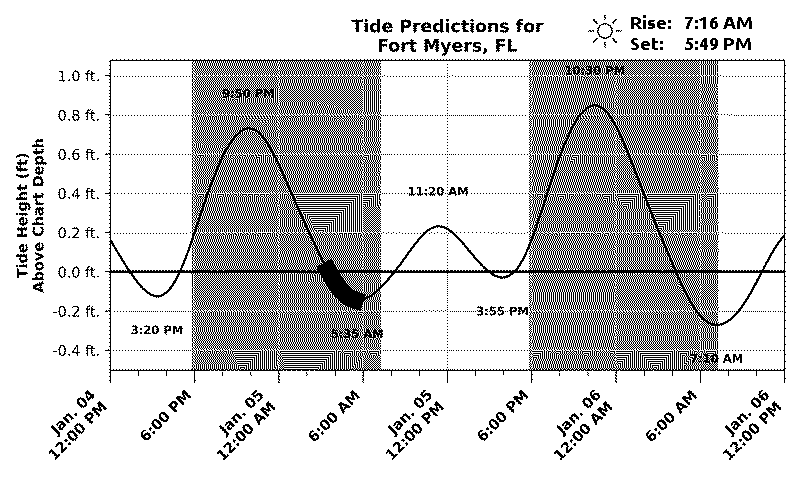 Tide Predictions for
Fort Myers, FL
Rise: 7:16 AM
Set: 5:49 PM
Tide Height (ft)
Above Chart Depth
1.0 ft.
0.8 ft.
0.6 ft.
0.4 ft.
0.2 ft.
0.0 ft.
-0.2 ft.
-0.4 ft.
3:20 PM
9:50 PM
5:35 AM
11:20 AM
3:55 PM
10:30 PM
7:10 AM
Jan. 04
12:00 PM
6:00 PM
Jan. 05
12:00 AM
6:00 AM
Jan. 05
12:00 PM
6:00 PM
Jan. 06
12:00 AM
6:00 AM
Jan. 06
12:00 PM